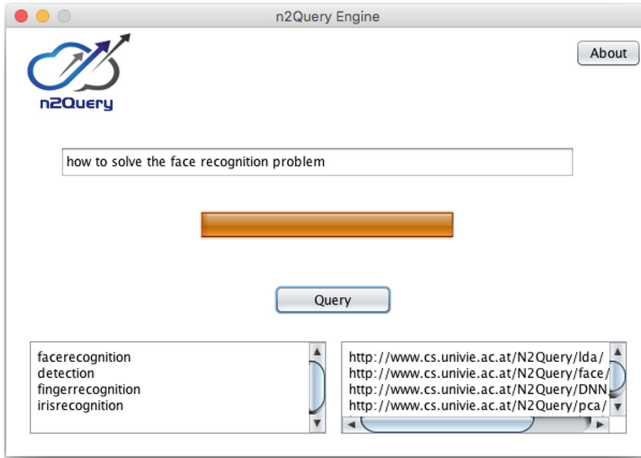 n2Query Engine
About
n2Query
how to solve the face recognition problem
Query
facerecognition
detection
fingerrecognition
irisrecognition
http://www.cs.univie.ac.at/N2Query/lda/
http://www.cs.univie.ac.at/N2Query/face/
http://www.cs.univie.ac.at/N2Query/DNN
http://www.cs.univie.ac.at/N2Query/pca/